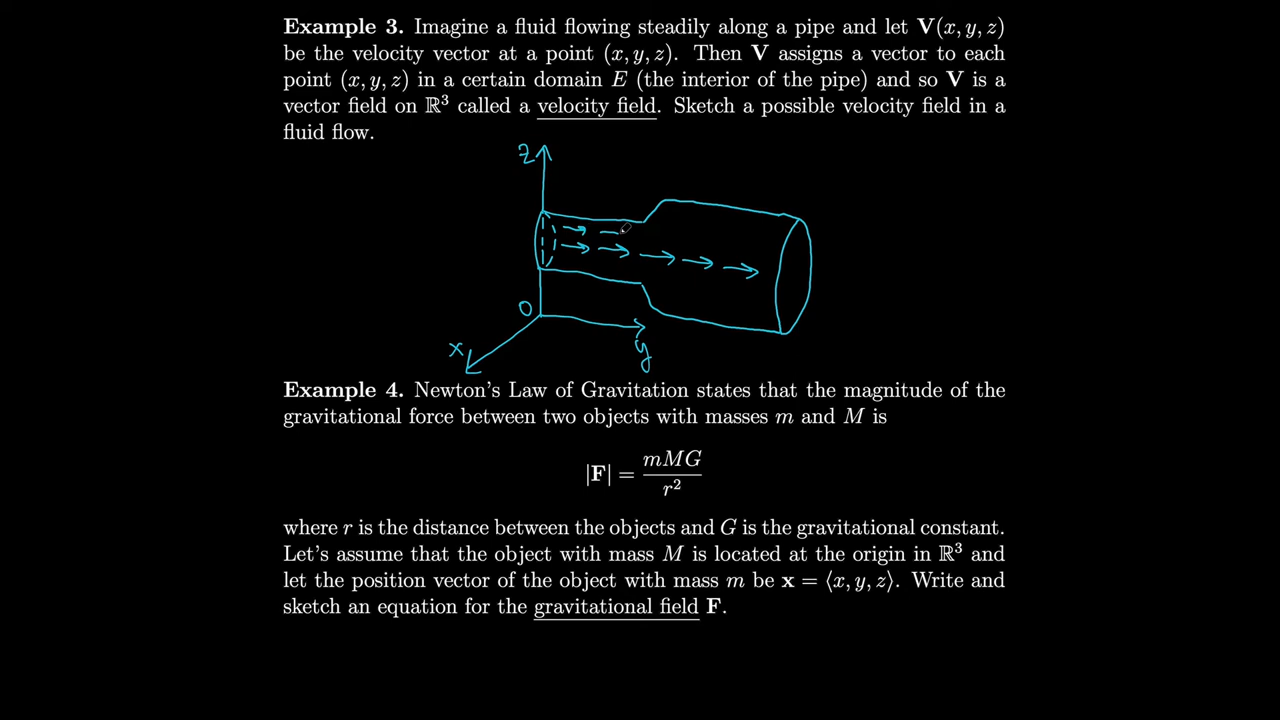 Example 3. Imagine a fluid flowing steadily along a pipe and let V(x, y, z)
be the velocity vector at a point (x, y, z). Then V assigns a vector to each
point (x, y, z) in a certain domain E (the interior of the pipe) and so V is a
vector field on ℝ³ called a velocity field. Sketch a possible velocity field in a
fluid flow.
z
O
x
y
Example 4. Newton's Law of Gravitation states that the magnitude of the
gravitational force between two objects with masses m and M is
|F| = mMG / r²
where r is the distance between the objects and G is the gravitational constant.
Let's assume that the object with mass M is located at the origin in ℝ³ and
let the position vector of the object with mass m be x = ⟨x, y, z⟩. Write and
sketch an equation for the gravitational field F.